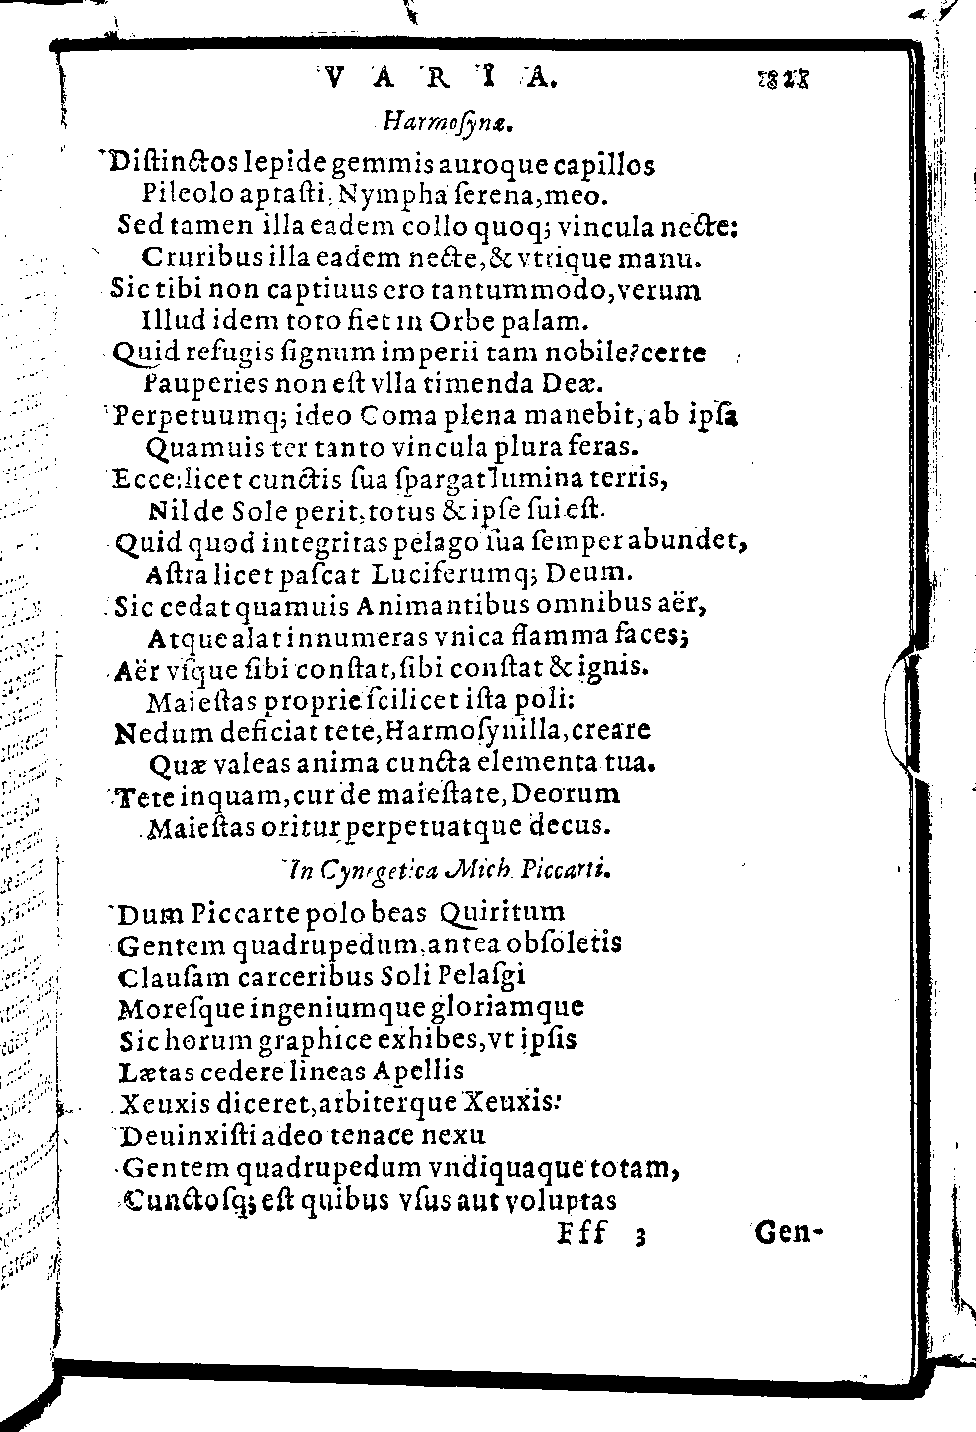 VARIA. 1828
Harmoſynæ.
Diſtinctos lepide gemmis auroque capillos
Pileolo aptaſti, Nympha ſerena, meo.
Sed tamen illa eadem collo quoq; vincula necte:
Cruribus illa eadem necte, & vtrique manu.
Sic tibi non captiuus ero tantummodo, verum
Illud idem toto fiet in Orbe palam.
Quid refugis ſignum imperii tam nobile? certe
Pauperies non eſt vlla timenda Deæ.
Perpetuumq; ideo Coma plena manebit, ab ipſa
Quamuis ter tanto vincula plura feras.
Ecce: licet cunctis ſua ſpargat lumina terris,
Nil de Sole perit, totus & ipſe ſui eſt.
Quid quod integritas pelago ſua ſemper abundet,
Aſtra licet paſcat Luciferumq; Deum.
Sic cedat quamuis Animantibus omnibus aër,
Atque alat innumeras vnica flamma faces;
Aër vſque ſibi conſtat, ſibi conſtat & ignis.
Maieſtas proprie ſcilicet iſta poli:
Nedum deficiat tete, Harmoſynilla, creare
Quæ valeas anima cuncta elementa tua.
Tete inquam, cur de maieſtate, Deorum
Maieſtas oritur perpetuatque decus.
In Cynegetica Mich. Piccarti.
Dum Piccarte polo beas Quiritum
Gentem quadrupedum, antea obſoletis
Clauſam carceribus Soli Pelaſgi
Moreſque ingeniumque gloriamque
Sic horum graphice exhibes, vt ipſis
Lætas cedere lineas Apellis
Xeuxis diceret, arbiterque Xeuxis:
Deuinxiſti adeo tenace nexu
Gentem quadrupedum vndiquaque totam,
Cunctoſq; eſt quibus vſus aut voluptas
Fff 3 Gen-